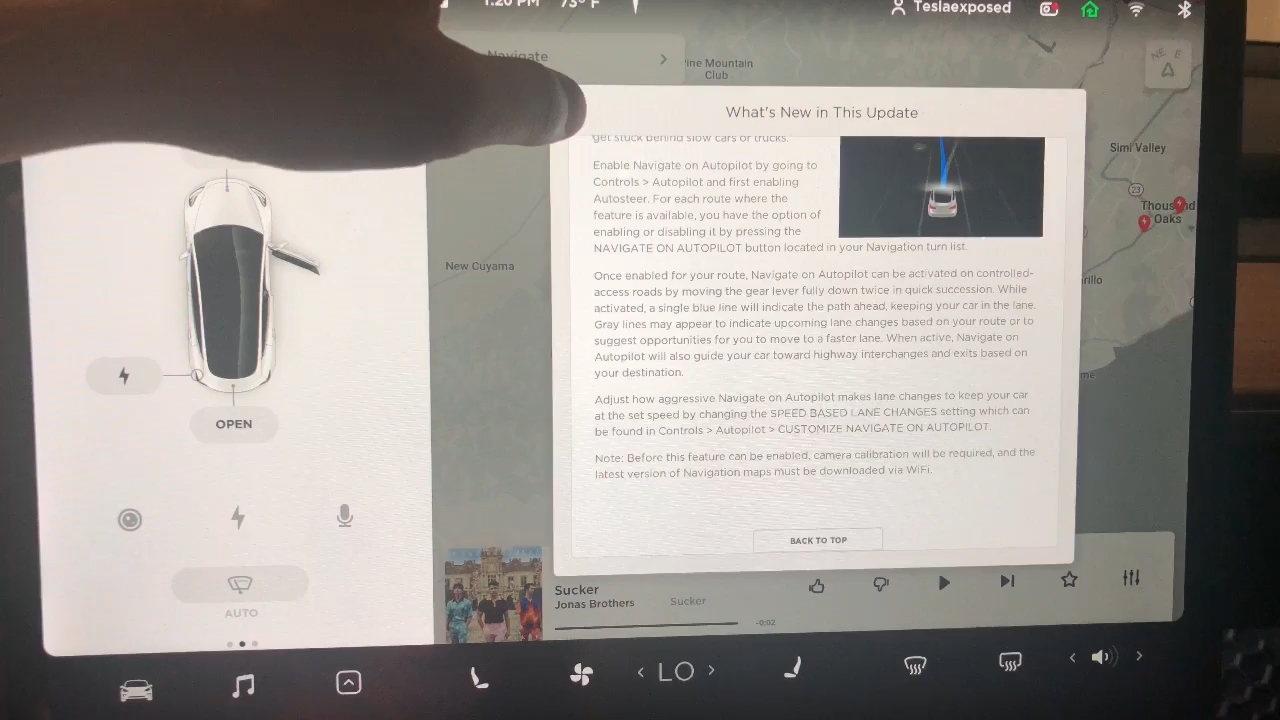 1:20 PM 73° F
Teslaexposed
Navigate
Pine Mountain
Club
NE E
What's New in This Update
get stuck behind slow cars or trucks.
Enable Navigate on Autopilot by going to
Controls > Autopilot and first enabling
Autosteer. For each route where the
feature is available, you have the option of
enabling or disabling it by pressing the
NAVIGATE ON AUTOPILOT button located in your Navigation turn list.
Once enabled for your route, Navigate on Autopilot can be activated on controlled-
access roads by moving the gear lever fully down twice in quick succession. While
activated, a single blue line will indicate the path ahead, keeping your car in the lane.
Gray lines may appear to indicate upcoming lane changes based on your route or to
suggest opportunities for you to move to a faster lane. When active, Navigate on
Autopilot will also guide your car toward highway interchanges and exits based on
your destination.
Adjust how aggressive Navigate on Autopilot makes lane changes to keep your car
at the set speed by changing the SPEED BASED LANE CHANGES setting which can
be found in Controls > Autopilot > CUSTOMIZE NAVIGATE ON AUTOPILOT.
Note: Before this feature can be enabled, camera calibration will be required, and the
latest version of Navigation maps must be downloaded via WiFi.
BACK TO TOP
Simi Valley
23
Thousand
Oaks
rillo
me
New Cuyama
OPEN
AUTO
Sucker
Jonas Brothers Sucker
-0:02
< LO >
< >